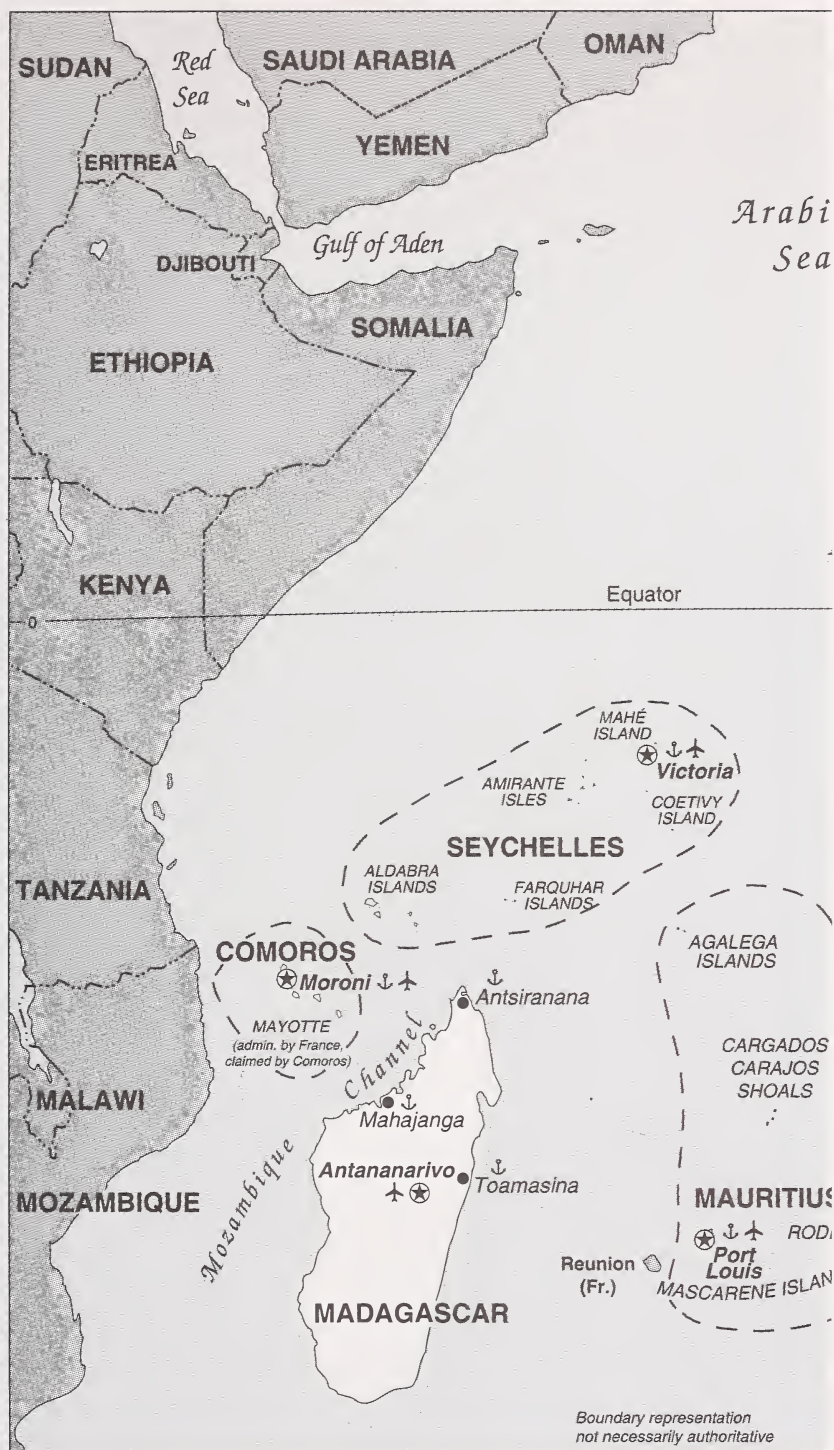 SUDAN
Red
Sea
SAUDI ARABIA
OMAN
YEMEN
ERITREA
Arabi
Sea
Gulf of Aden
DJIBOUTI
SOMALIA
ETHIOPIA
KENYA
Equator
0
MAHÉ
ISLAND
Victoria
AMIRANTE
ISLES
COETIVY
ISLAND
SEYCHELLES
ALDABRA
ISLANDS
FARQUHAR
ISLANDS
TANZANIA
COMOROS
Moroni
AGALEGA
ISLANDS
Antsiranana
MAYOTTE
(admin. by France,
claimed by Comoros)
CARGADOS
CARAJOS
SHOALS
MALAWI
Mahajanga
Mozambique Channel
Antananarivo
Toamasina
MOZAMBIQUE
MAURITIUS
RODI
Port
Louis
Reunion
(Fr.)
MASCARENE ISLAN
MADAGASCAR
Boundary representation
not necessarily authoritative